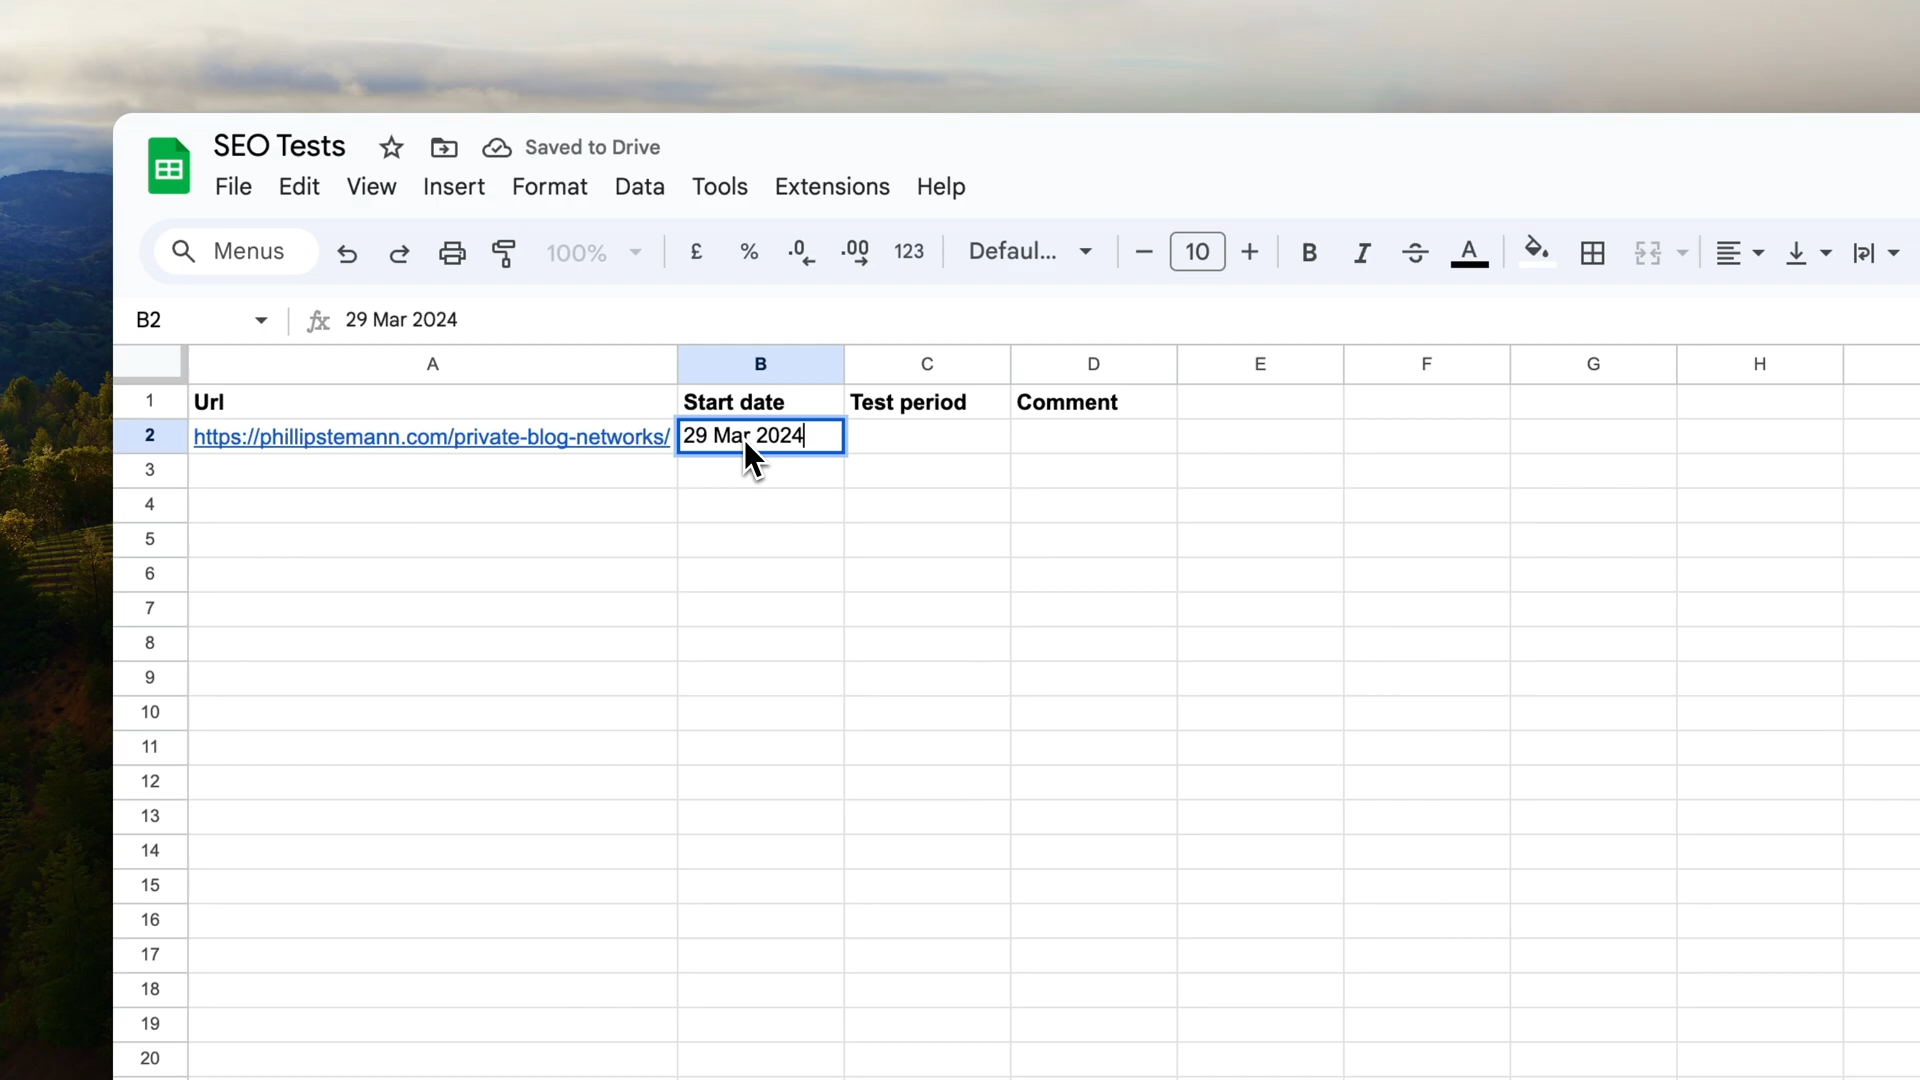 SEO Tests Saved to Drive
File Edit View Insert Format Data Tools Extensions Help
Menus 100% £ % .0 .00 123 Defaul... 10 B I S A
B2 fx 29 Mar 2024
A B C D E F G H
1 Url Start date Test period Comment
2 https://phillipstemann.com/private-blog-networks/ 29 Mar 2024
3
4
5
6
7
8
9
10
11
12
13
14
15
16
17
18
19
20